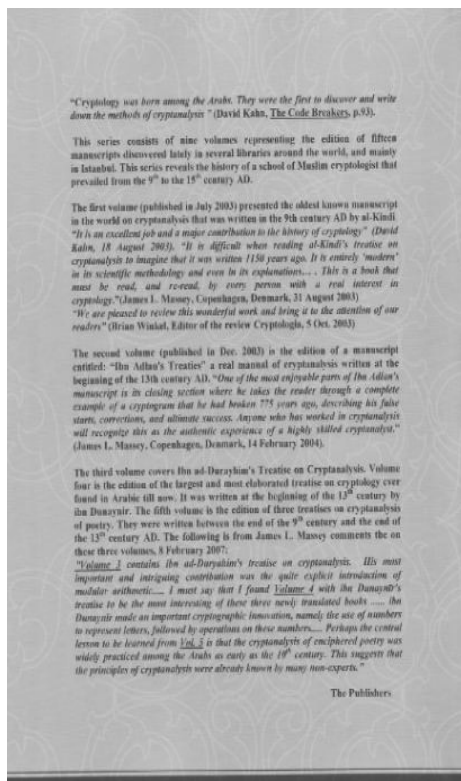 "Cryptology was born among the Arabs. They were the first to discover and write
down the methods of cryptanalysis " (David Kahn, The Code Breakers, p.93).
This series consists of nine volumes representing the edition of fifteen
manuscripts discovered lately in several libraries around the world, and mainly
in Istanbul. This series reveals the history of a school of Muslim cryptologist that
prevailed from the 9th to the 15th century AD.
The first volume (published in July 2003) presented the oldest known manuscript
in the world on cryptanalysis that was written in the 9th century AD by al-Kindi
"It is an excellent job and a major contribution to the history of cryptology" (David
Kahn, 18 August 2003). "It is difficult when reading al-Kindi's treatise on
cryptanalysis to imagine that it was written 1150 years ago. It is entirely 'modern'
in its scientific methodology and even in its explanations... . This is a book that
must be read, and re-read, by every person with a real interest in
cryptology."(James L. Massey, Copenhagen, Denmark, 31 August 2003)
"We are pleased to review this wonderful work and bring it to the attention of our
readers" (Brian Winkel, Editor of the review Cryptologia, 5 Oct. 2003)
The second volume (published in Dec. 2003) is the edition of a manuscript
entitled: "Ibn Adlan's Treaties" a real manual of cryptanalysis written at the
beginning of the 13th century AD. "One of the most enjoyable parts of Ibn Adlan's
manuscript is its closing section where he takes the reader through a complete
example of a cryptogram that he had broken 775 years ago, describing his false
starts, corrections, and ultimate success. Anyone who has worked in cryptanalysis
will recognize this as the authentic experience of a highly skilled cryptanalyst."
(James L. Massey, Copenhagen, Denmark, 14 February 2004).
The third volume covers Ibn ad-Durayhim's Treatise on Cryptanalysis. Volume
four is the edition of the largest and most elaborated treatise on cryptology ever
found in Arabic till now. It was written at the beginning of the 13th century by
ibn Dunaynir. The fifth volume is the edition of three treatises on cryptanalysis
of poetry. They were written between the end of the 9th century and the end of
the 13th century AD. The following is from James L. Massey comments the on
these three volumes, 8 February 2007:
"Volume 3 contains ibn ad-Duryahim's treatise on cryptanalysis. His most
important and intriguing contribution was the quite explicit introduction of
modular arithmetic..... I must say that I found Volume 4 with ibn Dunaynīr's
treatise to be the most interesting of these three newly translated books ...... ibn
Dunaynir made an important cryptographic innovation, namely the use of numbers
to represent letters, followed by operations on these numbers..... Perhaps the central
lesson to be learned from Vol. 5 is that the cryptanalysis of enciphered poetry was
widely practiced among the Arabs as early as the century. This suggests that
the principles of cryptanalysis were already known by many non-experts."
The Publishers